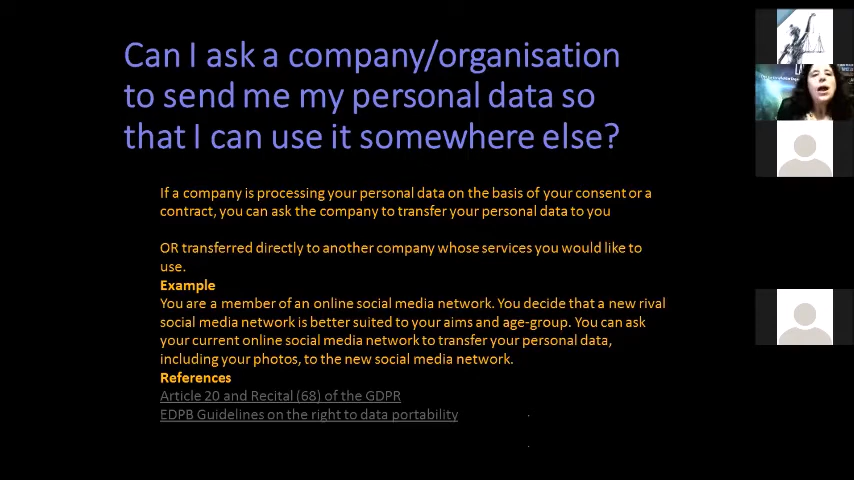 Can I ask a company/organisation
to send me my personal data so
that I can use it somewhere else?
If a company is processing your personal data on the basis of your consent or a
contract, you can ask the company to transfer your personal data to you
OR transferred directly to another company whose services you would like to
use.
Example
You are a member of an online social media network. You decide that a new rival
social media network is better suited to your aims and age-group. You can ask
your current online social media network to transfer your personal data,
including your photos, to the new social media network.
References
Article 20 and Recital (68) of the GDPR
EDPB Guidelines on the right to data portability